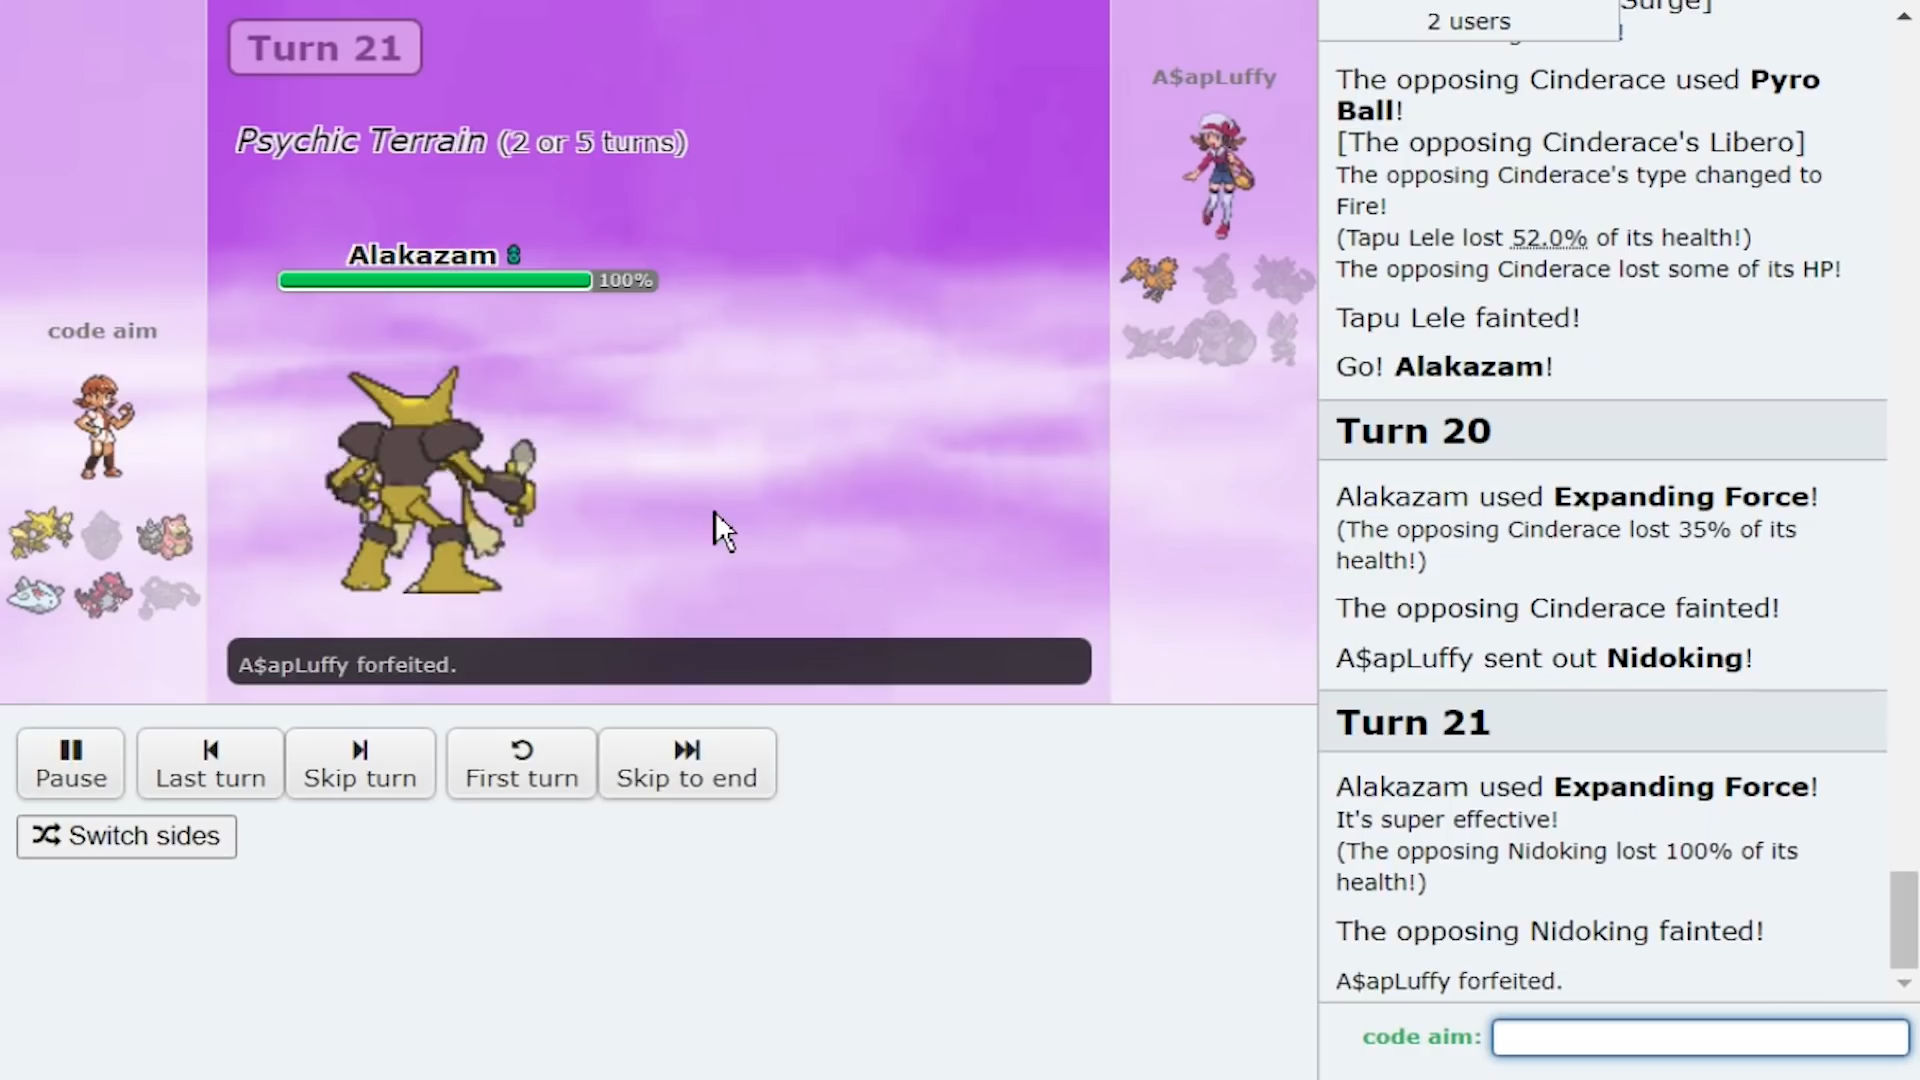 Turn 21
Psychic Terrain (2 or 5 turns)
Alakazam
100%
code aim
A$apLuffy
A$apLuffy forfeited.
Pause
Last turn
Skip turn
First turn
Skip to end
Switch sides
2 users
Surge]
!
The opposing Cinderace used Pyro
Ball!
[The opposing Cinderace's Libero]
The opposing Cinderace's type changed to
Fire!
(Tapu Lele lost 52.0% of its health!)
The opposing Cinderace lost some of its HP!
Tapu Lele fainted!
Go! Alakazam!
Turn 20
Alakazam used Expanding Force!
(The opposing Cinderace lost 35% of its
health!)
The opposing Cinderace fainted!
A$apLuffy sent out Nidoking!
Turn 21
Alakazam used Expanding Force!
It's super effective!
(The opposing Nidoking lost 100% of its
health!)
The opposing Nidoking fainted!
A$apLuffy forfeited.
code aim: